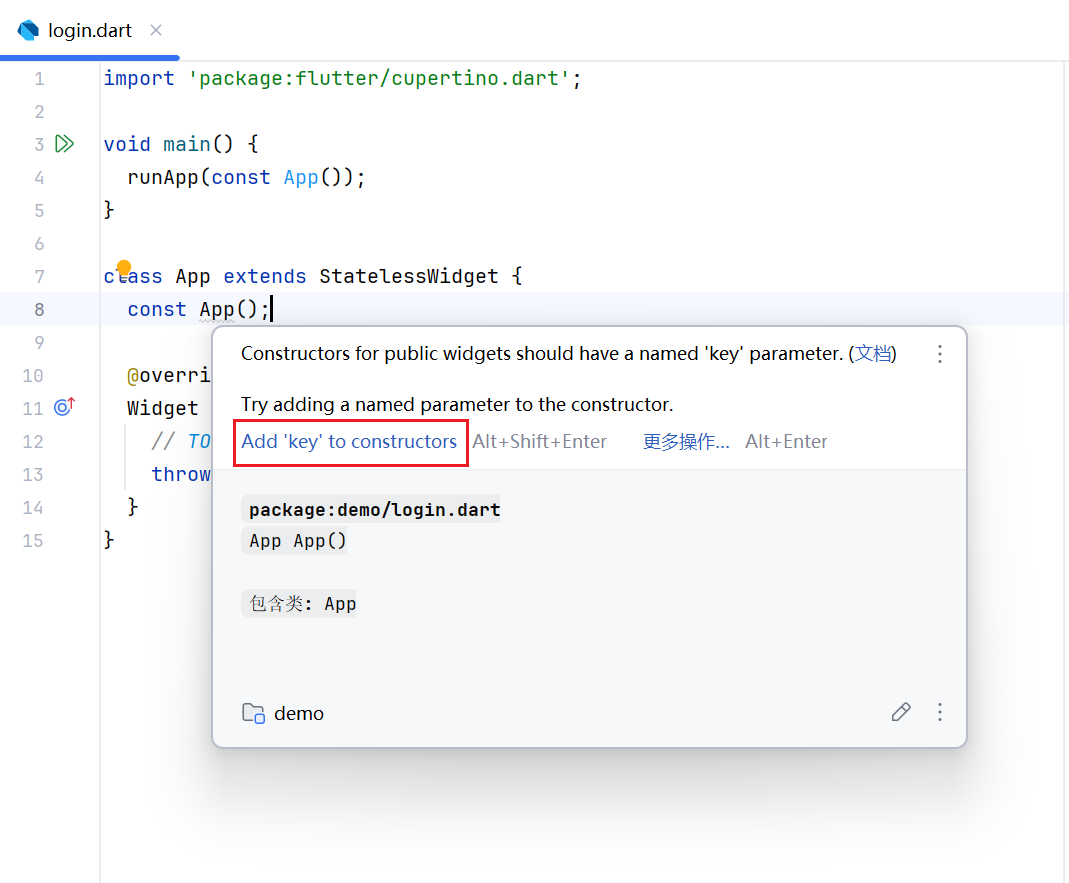 login.dart
1 import 'package:flutter/cupertino.dart';
2
3 void main() {
4 runApp(const App());
5 }
6
7 class App extends StatelessWidget {
8 const App();
9
10 @overri
11 Widget
12 // TO
13 throw
14 }
15 }
Constructors for public widgets should have a named 'key' parameter. (文档)
Try adding a named parameter to the constructor.
Add 'key' to constructors Alt+Shift+Enter 更多操作... Alt+Enter
package:demo/login.dart
App App()
包含类: App
demo